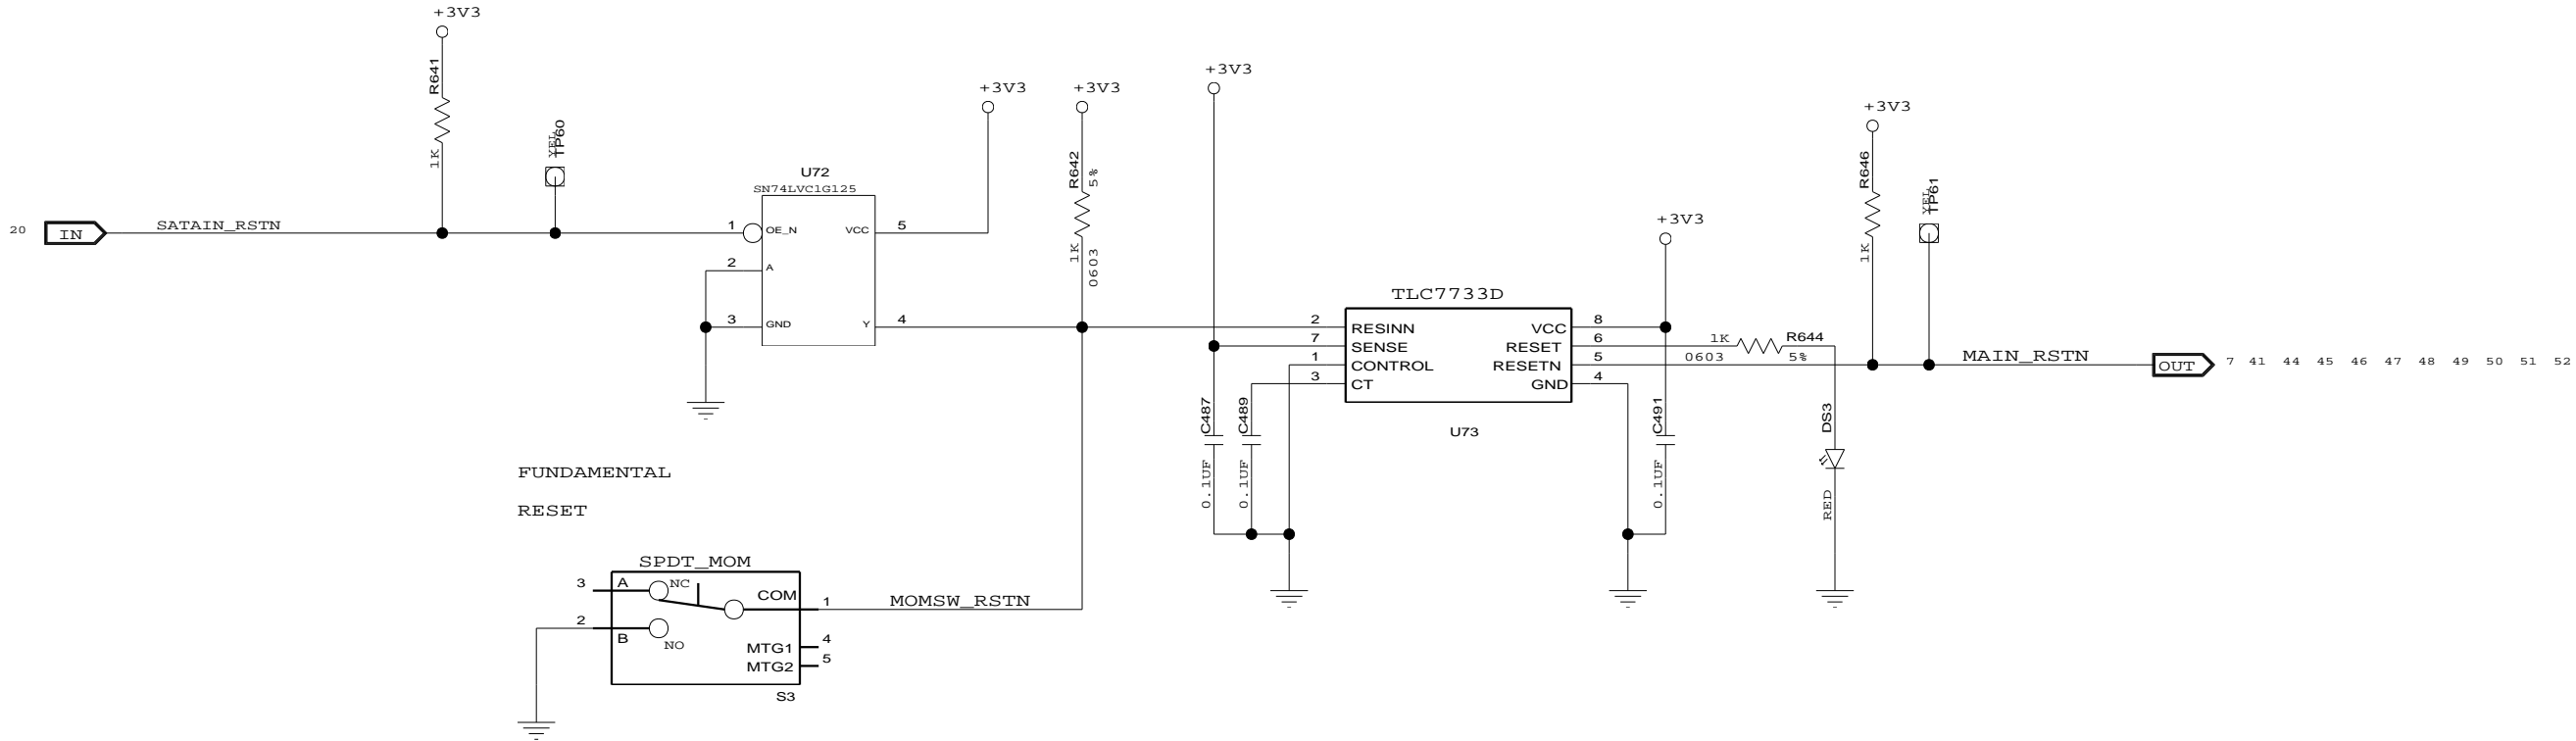 +3V3
R641
1K
YEL
TP60
20
IN
SATAIN_RSTN
U72
SN74LVC1G125
1
OE_N
VCC
5
2
A
3
GND
Y
4
+3V3
+3V3
R642
5%
1K
0603
+3V3
TLC7733D
2
RESINN
VCC
8
7
SENSE
RESET
6
1
CONTROL
RESETN
5
3
CT
GND
4
U73
C487
0.1UF
C489
0.1UF
+3V3
C491
0.1UF
1K
R644
0603
5%
DS3
RED
+3V3
R646
1K
YEL
TP61
MAIN_RSTN
OUT
7 41 44 45 46 47 48 49 50 51 52
FUNDAMENTAL
RESET
SPDT_MOM
3
A
NC
COM
1
MOMSW_RSTN
2
B
NO
MTG1
4
MTG2
5
S3